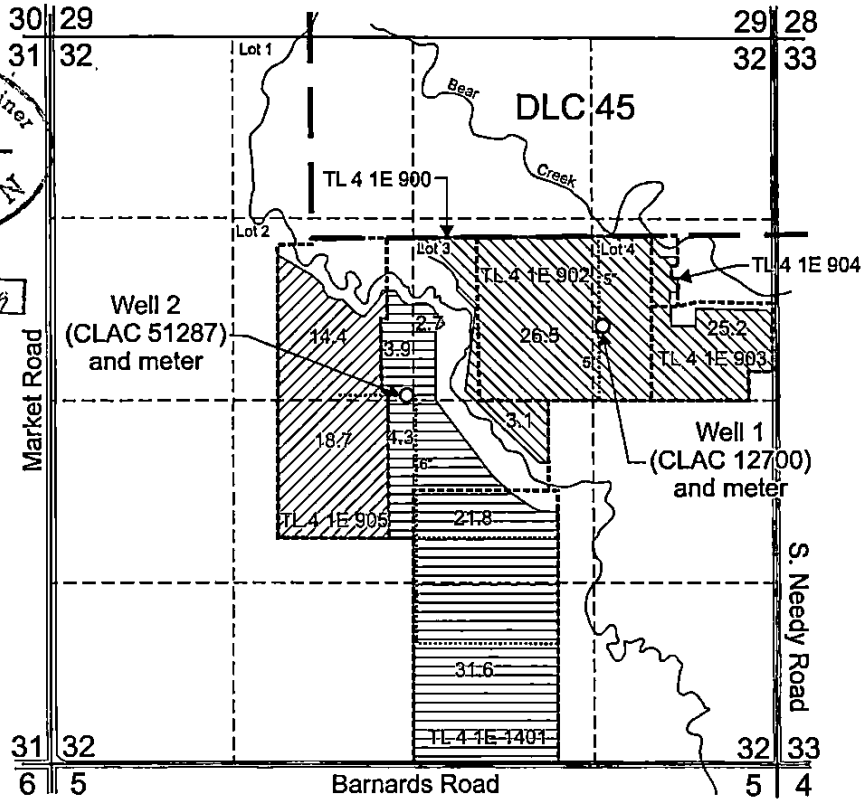 30 29
29 28
31 32
32 33
Lot 1
iner
N
Bear
DLC 45
Creek
TL 4 1E 900
Lot 2
Lot 3
Lot 4
TL 4 1E 902
5"
TL 4 1E 904
Well 2
(CLAC 51287)
and meter
14.4
2.7
3.9
26.5
25.2
TL 4 1E 903
5"
Market Road
18.7
4.3
3.1
6"
Well 1
(CLAC 12700)
and meter
TL 4 1E 905
21.8
S. Needy Road
31.6
TL 4 1E 1401
31 32
32 33
6 5
Barnards Road
5 4